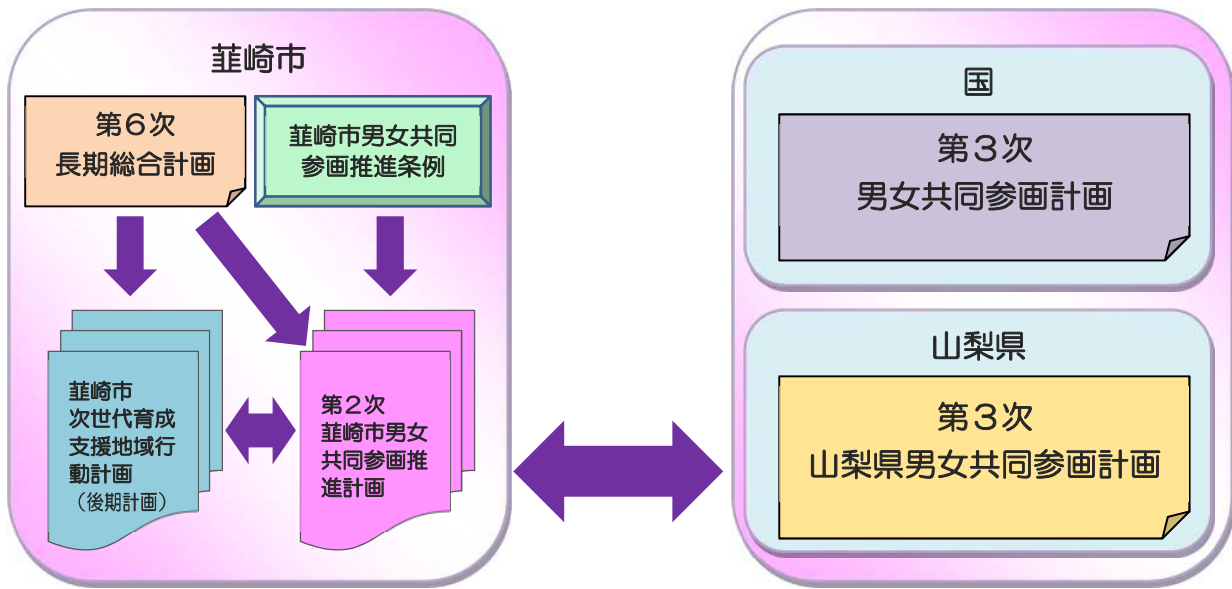 韮崎市
第6次
長期総合計画
韮崎市男女共同
参画推進条例
韮崎市
次世代育成
支援地域行
動計画
（後期計画）
第2次
韮崎市男女
共同参画推
進計画
国
第3次
男女共同参画計画
山梨県
第3次
山梨県男女共同参画計画